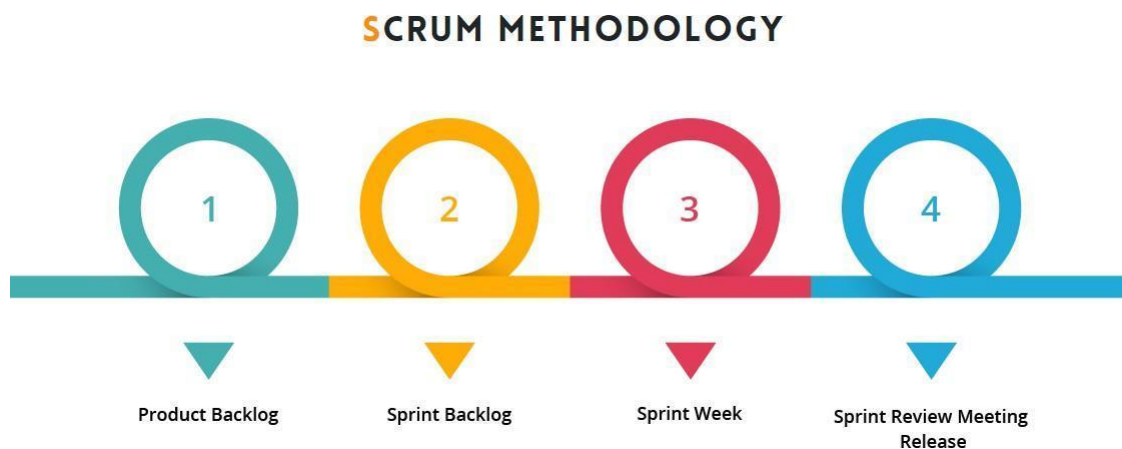 SCRUM METHODOLOGY
1
2
3
4
Product Backlog
Sprint Backlog
Sprint Week
Sprint Review Meeting
Release